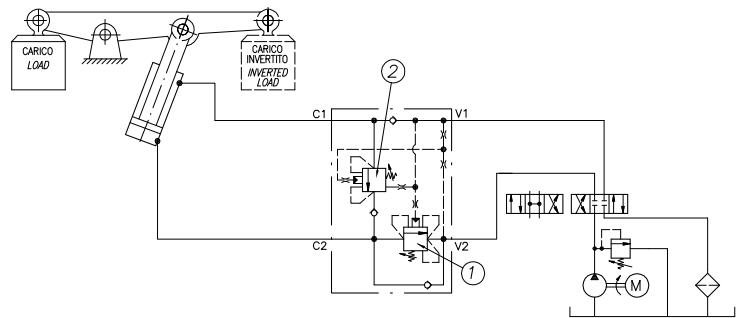 CARICO
LOAD
CARICO
INVERTITO
INVERTED
LOAD
2
C1
V1
C2
V2
1
M